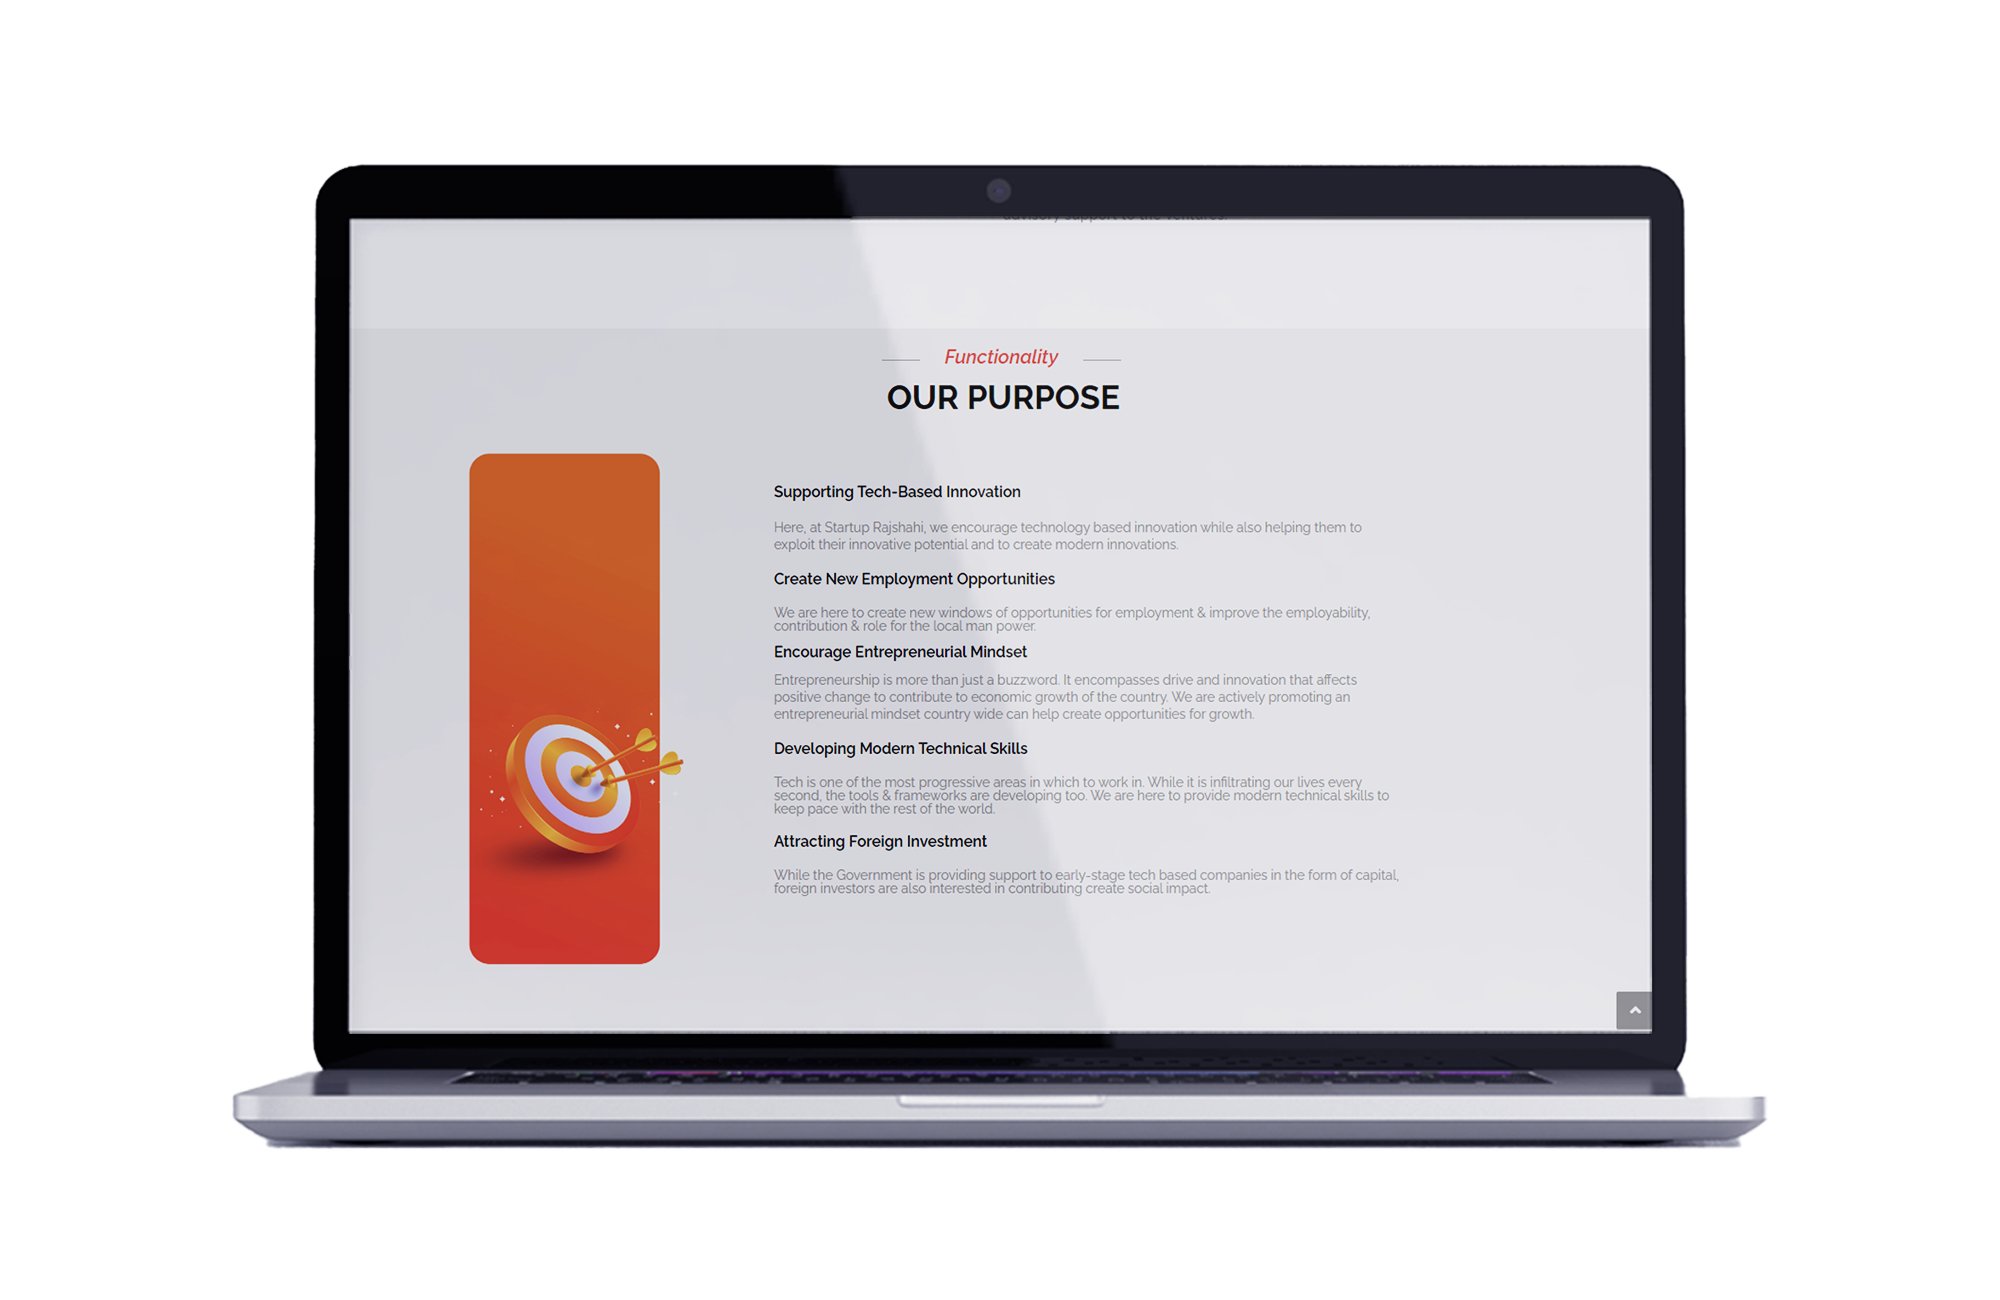 advisory support to the ventures.
Functionality
OUR PURPOSE
Supporting Tech-Based Innovation
Here, at Startup Rajshahi, we encourage technology based innovation while also helping them to
exploit their innovative potential and to create modern innovations.
Create New Employment Opportunities
We are here to create new windows of opportunities for employment & improve the employability,
contribution & role for the local man power.
Encourage Entrepreneurial Mindset
Entrepreneurship is more than just a buzzword. It encompasses drive and innovation that affects
positive change to contribute to economic growth of the country. We are actively promoting an
entrepreneurial mindset country wide can help create opportunities for growth.
Developing Modern Technical Skills
Tech is one of the most progressive areas in which to work in. While it is infiltrating our lives every
second, the tools & frameworks are developing too. We are here to provide modern technical skills to
keep pace with the rest of the world.
Attracting Foreign Investment
While the Government is providing support to early-stage tech based companies in the form of capital,
foreign investors are also interested in contributing create social impact.